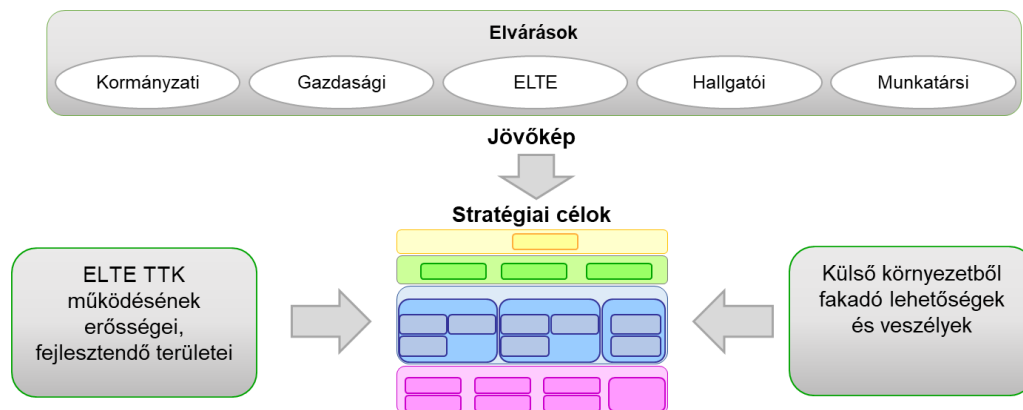 Elvárások
Kormányzati
Gazdasági
ELTE
Hallgatói
Munkatársi
Jövőkép
Stratégiai célok
ELTE TTK
működésének
erősségei,
fejlesztendő területei
Külső környezetből
fakadó lehetőségek
és veszélyek